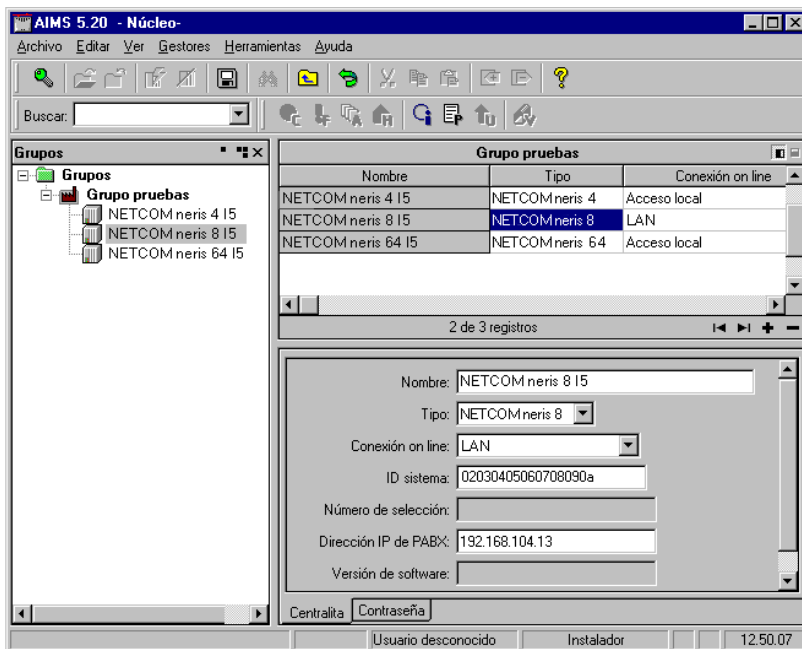 AIMS 5.20 - Núcleo-
Archivo Editar Ver Gestores Herramientas Ayuda
Buscar:
Grupos
Grupos
Grupo pruebas
NETCOM neris 4 I5
NETCOM neris 8 I5
NETCOM neris 64 I5
Grupo pruebas
Nombre Tipo Conexión on line
NETCOM neris 4 I5 NETCOM neris 4 Acceso local
NETCOM neris 8 I5 NETCOM neris 8 LAN
NETCOM neris 64 I5 NETCOM neris 64 Acceso local
2 de 3 registros
Nombre: NETCOM neris 8 I5
Tipo: NETCOM neris 8
Conexión on line: LAN
ID sistema: 02030405060708090a
Número de selección:
Dirección IP de PABX: 192.168.104.13
Versión de software:
Centralita Contraseña
Usuario desconocido Instalador 12.50.07